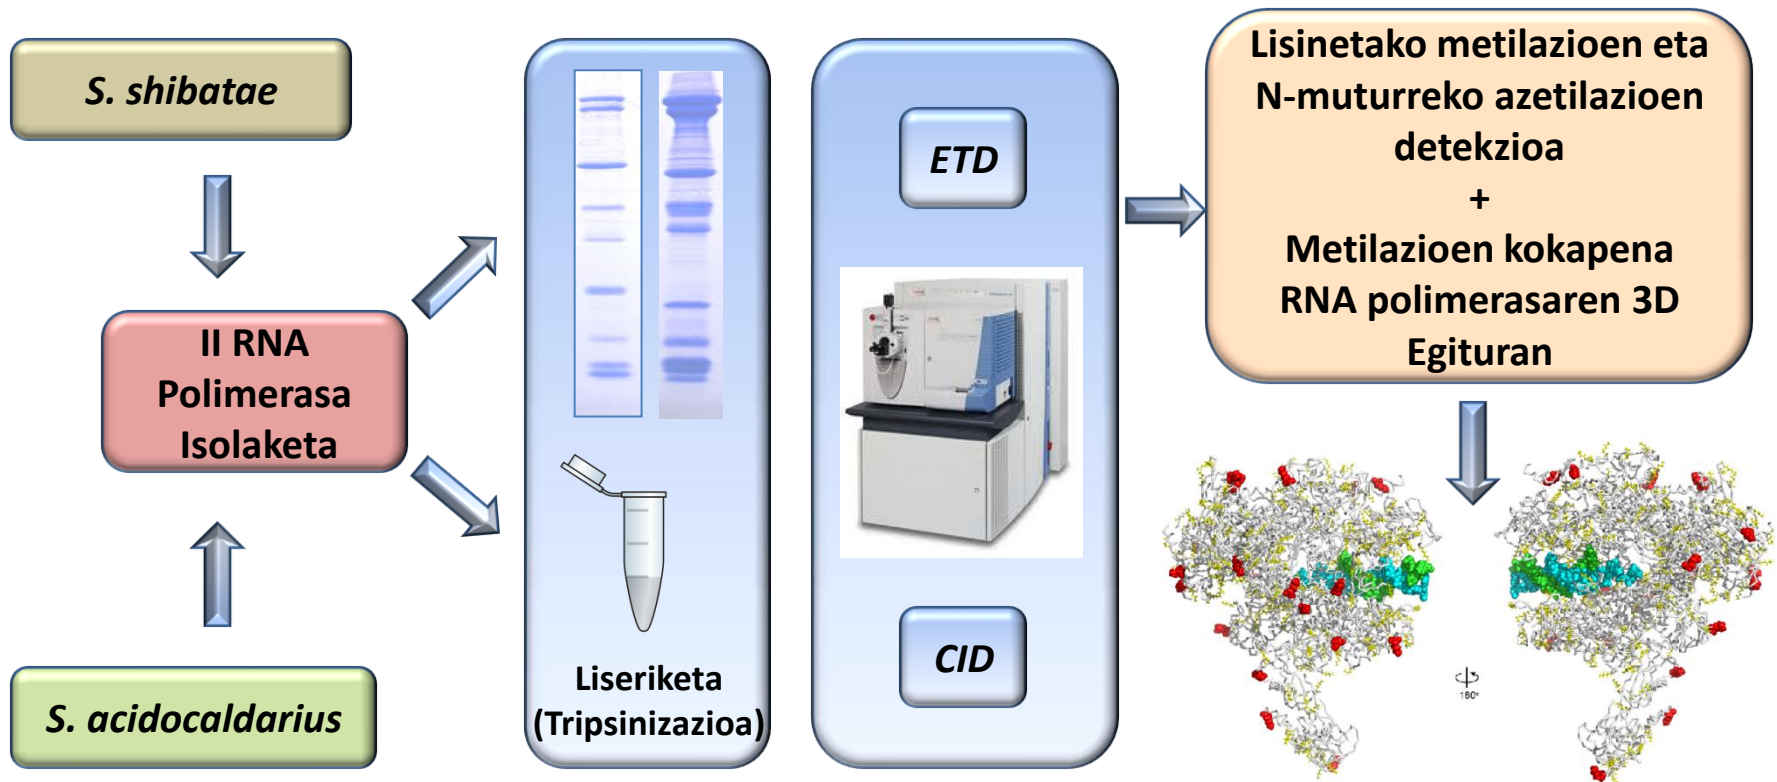 S. shibatae
II RNA
Polimerasa
Isolaketa
S. acidocaldarius
Liseriketa
(Tripsinizazioa)
ETD
CID
Lisinetako metilazioen eta
N-muturreko azetilazioen
detekzioa
+
Metilazioen kokapena
RNA polimerasaren 3D
Egituran
180°